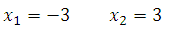 x₁ = −3 x₂ = 3